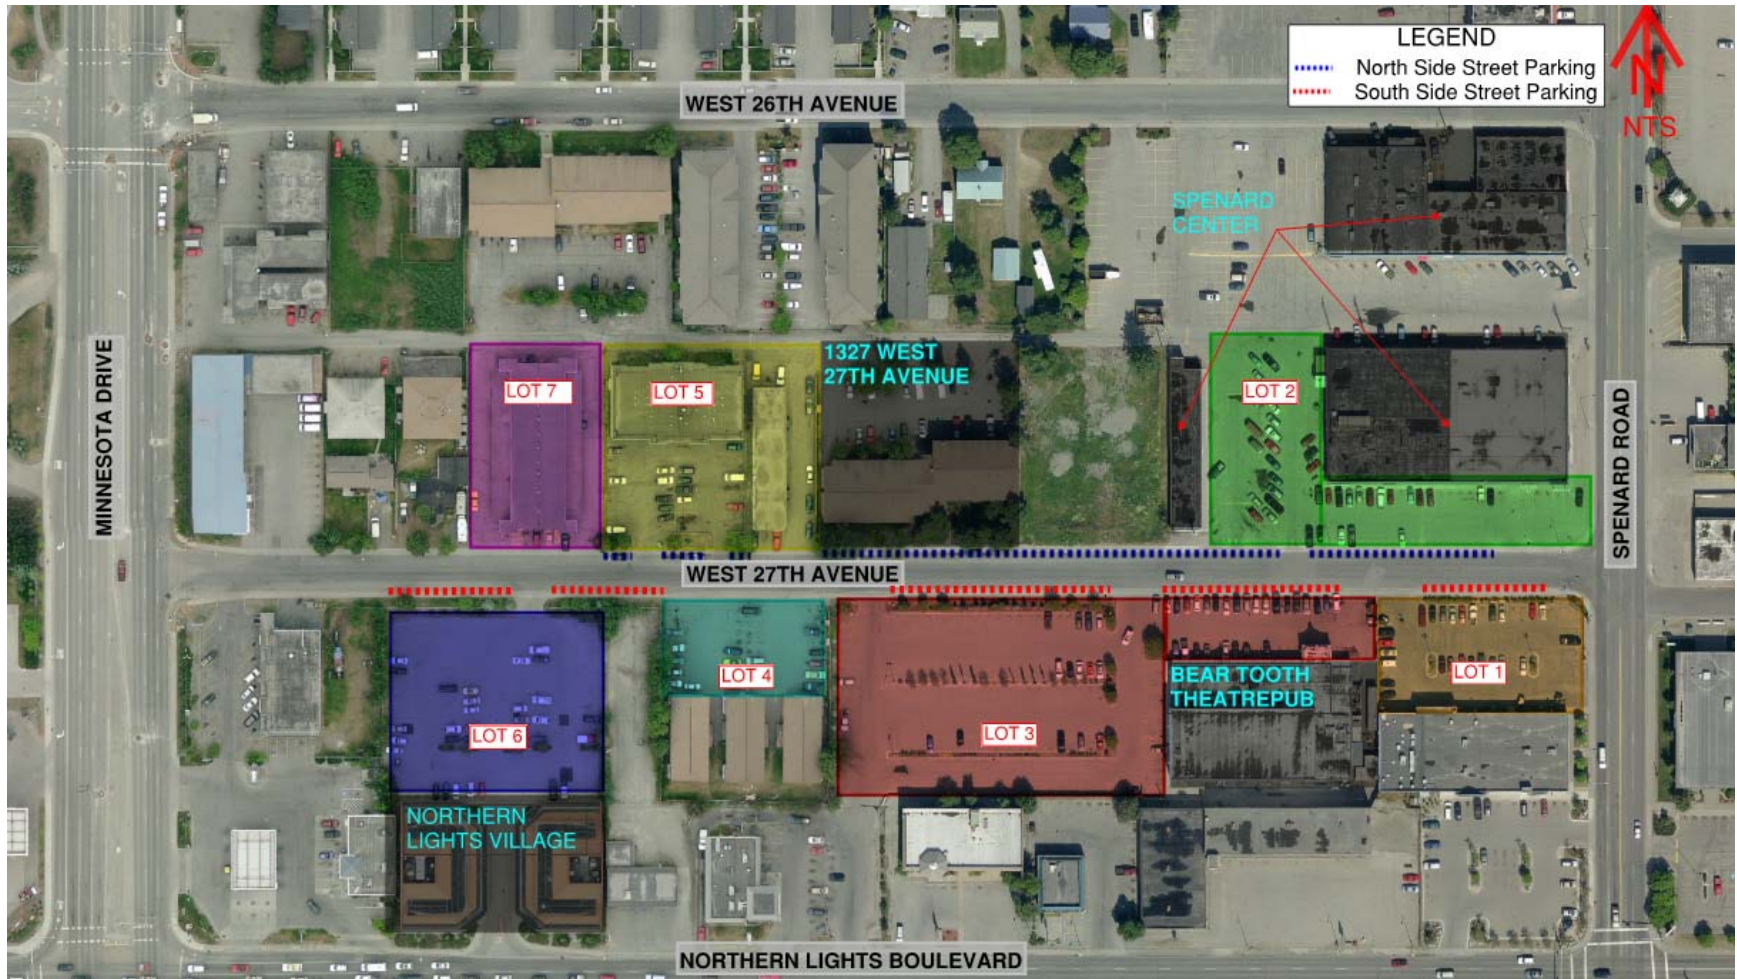 LEGEND
North Side Street Parking
South Side Street Parking
N
NTS
WEST 26TH AVENUE
SPENARD
CENTER
MINNESOTA DRIVE
1327 WEST
27TH AVENUE
LOT 7
LOT 5
LOT 2
SPENARD ROAD
WEST 27TH AVENUE
LOT 4
LOT 1
BEAR TOOTH
THEATREPUB
LOT 6
LOT 3
NORTHERN
LIGHTS VILLAGE
NORTHERN LIGHTS BOULEVARD